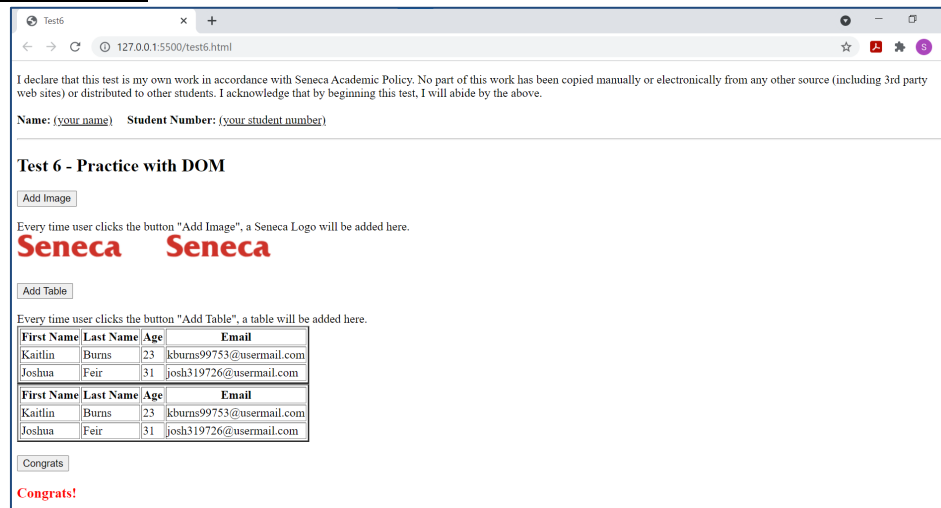 Test6
127.0.0.1:5500/test6.html
S
I declare that this test is my own work in accordance with Seneca Academic Policy. No part of this work has been copied manually or electronically from any other source (including 3rd party
web sites) or distributed to other students. I acknowledge that by beginning this test, I will abide by the above.
Name: (your name) Student Number: (your student number)
Test 6 - Practice with DOM
Add Image
Every time user clicks the button "Add Image", a Seneca Logo will be added here.
Seneca Seneca
Add Table
Every time user clicks the button "Add Table", a table will be added here.
First Name Last Name Age Email
Kaitlin Burns 23 kburns99753@usermail.com
Joshua Feir 31 josh319726@usermail.com
First Name Last Name Age Email
Kaitlin Burns 23 kburns99753@usermail.com
Joshua Feir 31 josh319726@usermail.com
Congrats
Congrats!